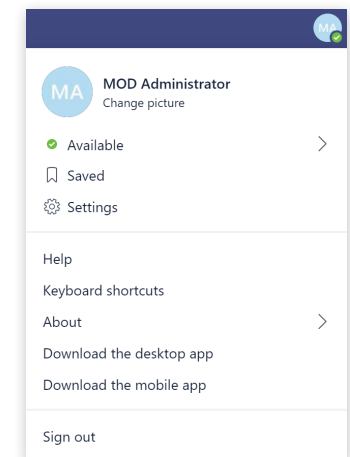 MA
MA
MOD Administrator
Change picture
Available
Saved
Settings
Help
Keyboard shortcuts
About
Download the desktop app
Download the mobile app
Sign out